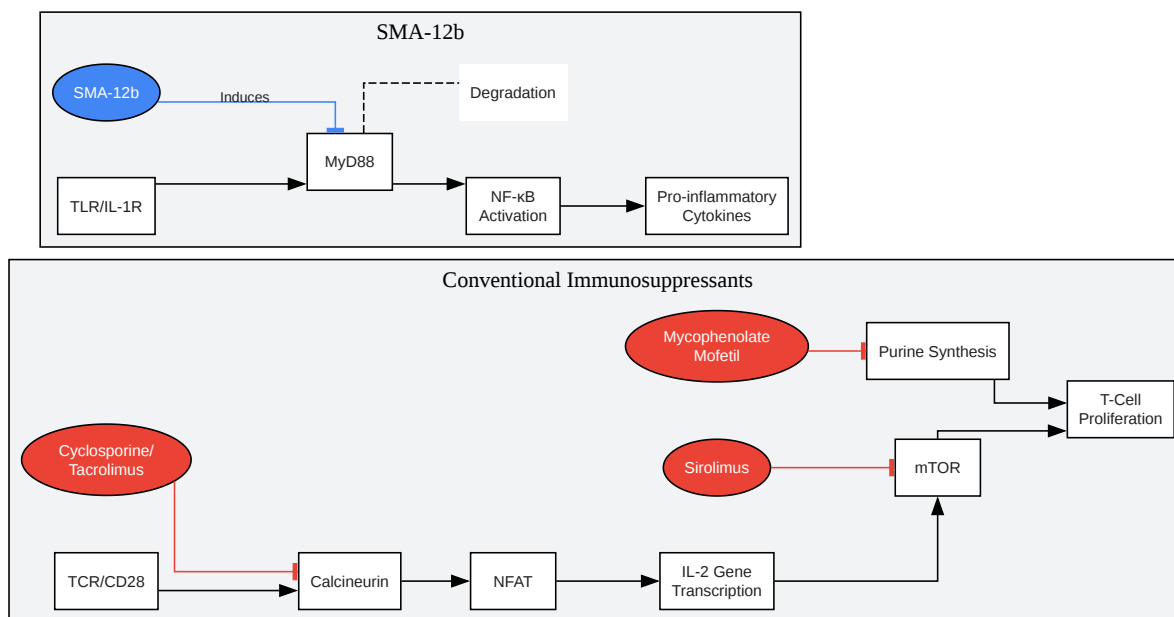 SMA-12b
SMA-12b
Induces
Degradation
MyD88
TLR/IL-1R
NF-κB
Activation
Pro-inflammatory
Cytokines
Conventional Immunosuppressants
Mycophenolate
Mofetil
Purine Synthesis
T-Cell
Proliferation
Cyclosporine/
Tacrolimus
Sirolimus
mTOR
TCR/CD28
Calcineurin
NFAT
IL-2 Gene
Transcription